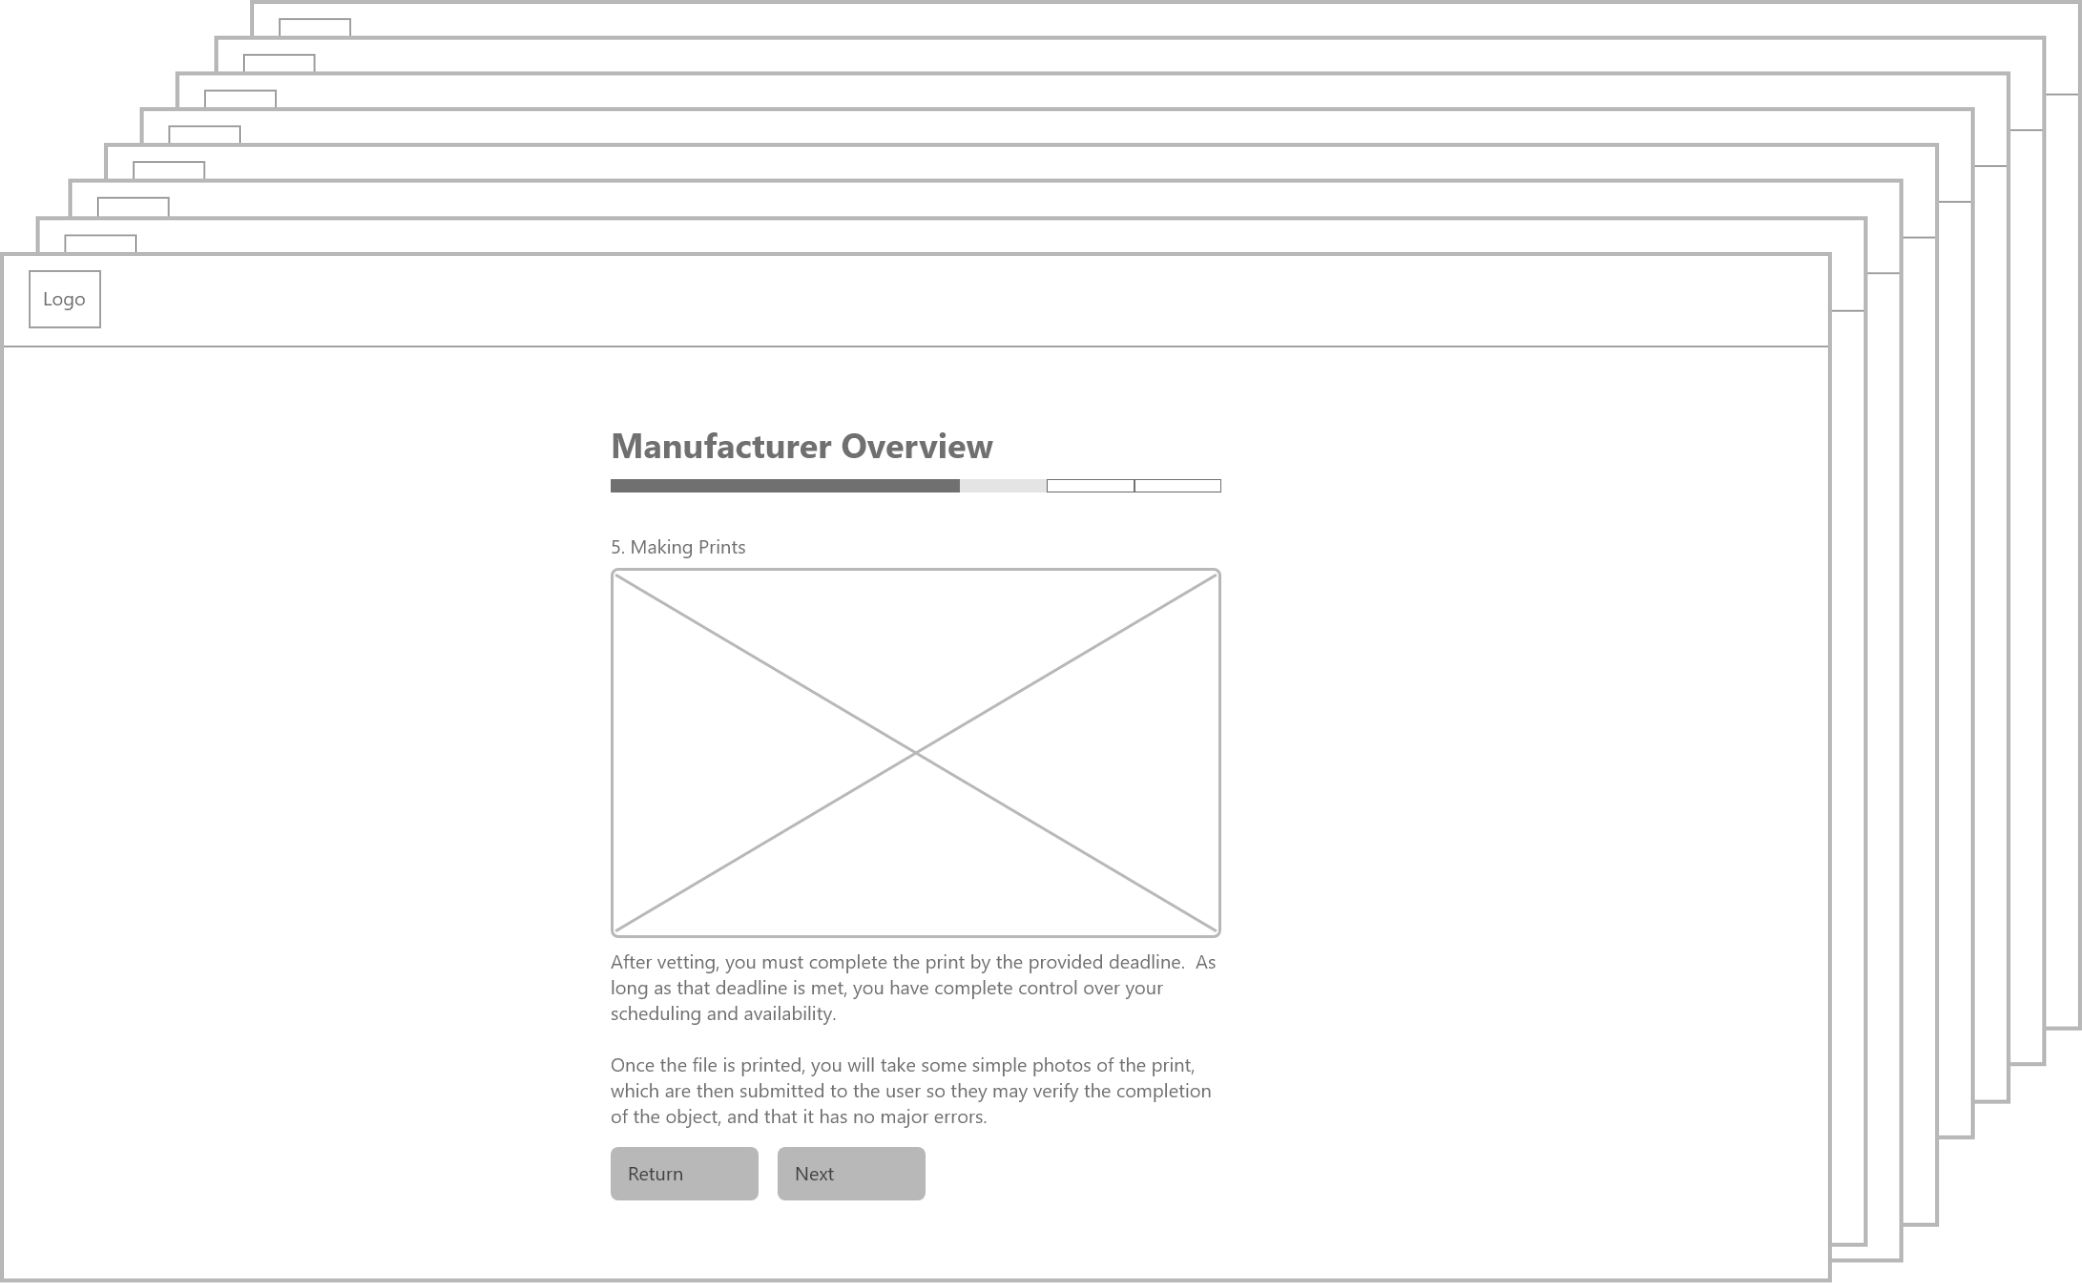 Logo
Manufacturer Overview
5. Making Prints
After vetting, you must complete the print by the provided deadline.  As
long as that deadline is met, you have complete control over your
scheduling and availability.
Once the file is printed, you will take some simple photos of the print,
which are then submitted to the user so they may verify the completion
of the object, and that it has no major errors.
Return
Next